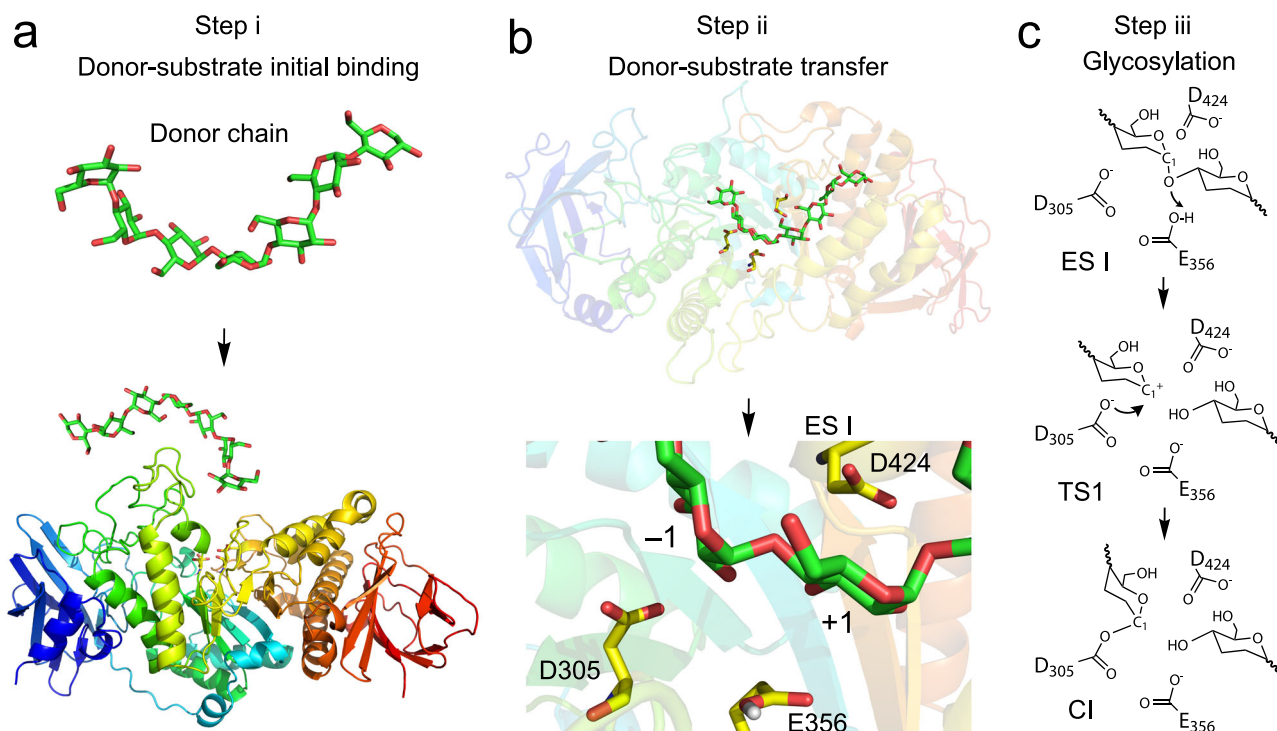 a
Step i
Donor-substrate initial binding
Donor chain
b
Step ii
Donor-substrate transfer
ES I
D424
–1
+1
D305
E356
c
Step iii
Glycosylation
D424
OH
O
O-
O
C1
O
HO
O
O-
D305
O
O-H
O
E356
ES I
D424
OH
O
O-
O
C1+
HO
O
O-
HO
D305
O
O-
O
TS1
E356
D424
OH
O
O-
O
C1
HO
O
O
HO
D305
O
O-
O
CI
E356